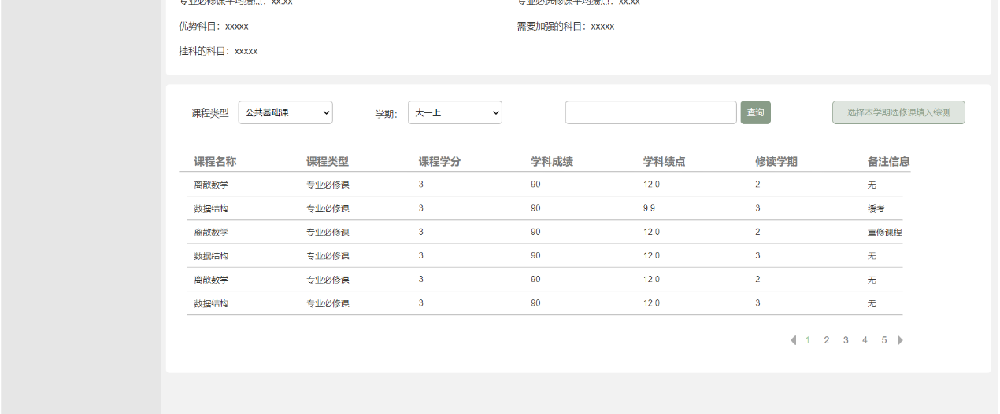 专业必修课平均绩点：xx.xx 专业必选修课平均绩点：xx.xx
优势科目：xxxxx 需要加强的科目：xxxxx
挂科的科目：xxxxx
课程类型 公共基础课 学期： 大一上 查询 选择本学期选修课填入综测
课程名称 课程类型 课程学分 学科成绩 学科绩点 修读学期 备注信息
离散数学 专业必修课 3 90 12.0 2 无
数据结构 专业必修课 3 90 9.9 3 缓考
离散数学 专业必修课 3 90 12.0 2 重修课程
数据结构 专业必修课 3 90 12.0 3 无
离散数学 专业必修课 3 90 12.0 2 无
数据结构 专业必修课 3 90 12.0 3 无
1 2 3 4 5